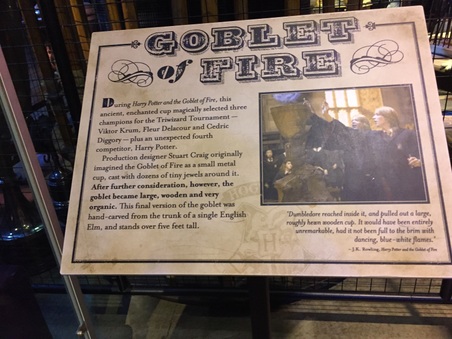 GOBLET
of FIRE
During Harry Potter and the Goblet of Fire, this
ancient, enchanted cup magically selected three
champions for the Triwizard Tournament –
Viktor Krum, Fleur Delacour and Cedric
Diggory – plus an unexpected fourth
competitor, Harry Potter.
Production designer Stuart Craig originally
imagined the Goblet of Fire as a small metal
cup, cast with dozens of tiny jewels around it.
After further consideration, however, the
goblet became large, wooden and very
organic. This final version of the goblet was
hand-carved from the trunk of a single English
Elm, and stands over five feet tall.
"Dumbledore reached inside it, and pulled out a large,
roughly hewn wooden cup. It would have been entirely
unremarkable, had it not been full to the brim with
dancing, blue-white flames."
– J.K. Rowling, Harry Potter and the Goblet of Fire